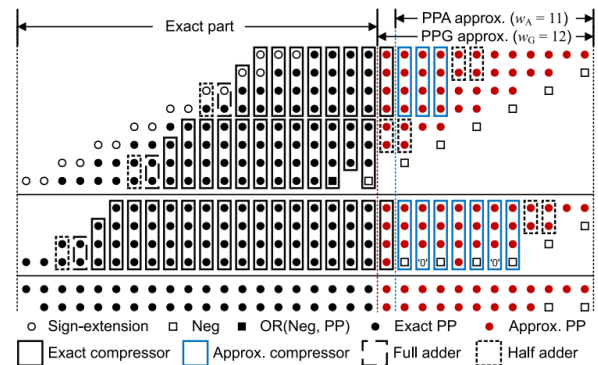 Exact part
PPA approx. (wA = 11)
PPG approx. (wG = 12)
'0' '0'
Sign-extension Neg OR(Neg, PP) Exact PP Approx. PP
Exact compressor Approx. compressor Full adder Half adder